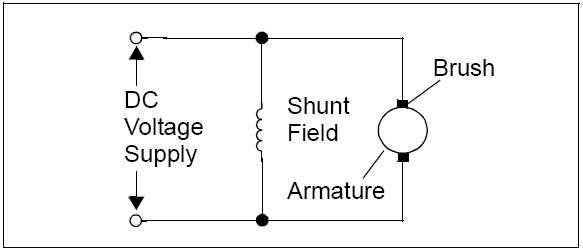 Brush
DC
Voltage
Supply
Shunt
Field
Armature